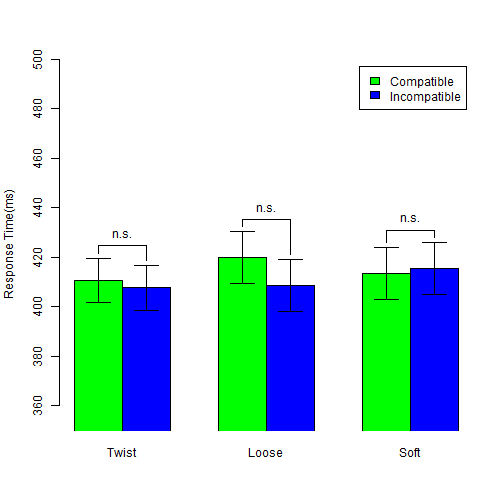 500
480
460
440
420
400
380
360
Response Time(ms)
Compatible
Incompatible
n.s.
n.s.
n.s.
Twist
Loose
Soft